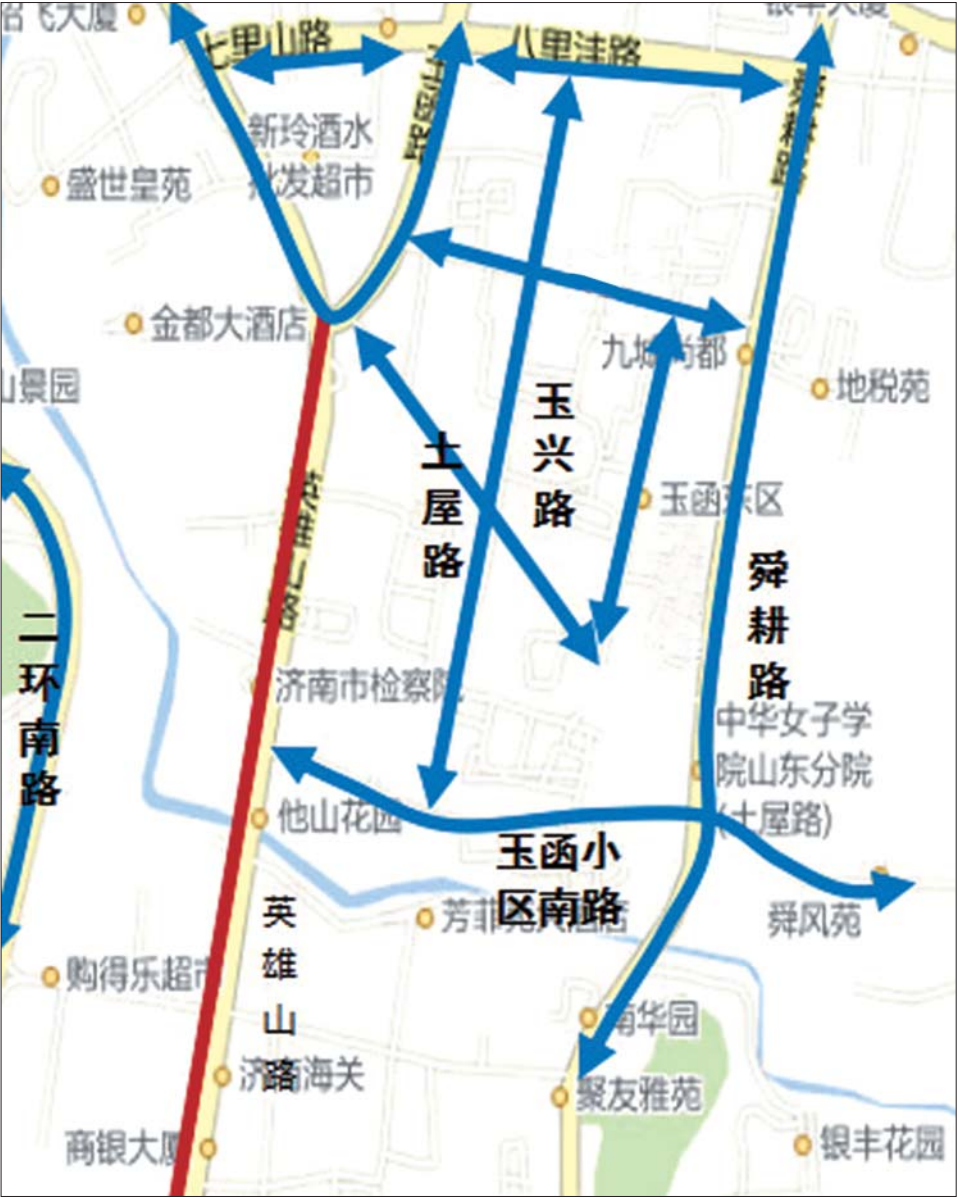 七里山路
八里洼路
新玲酒水
批发超市
盛世皇苑
金都大酒店
山景园
九城尚都
地税苑
玉兴路
土屋路
玉函东区
舜耕路
二环南路
济南市检察院
中华女子学
院山东分院
(土屋路)
他山花园
玉函小
区南路
舜风苑
英雄山路
购得乐超市
南华园
济南海关
聚友雅苑
商银大厦
银丰花园